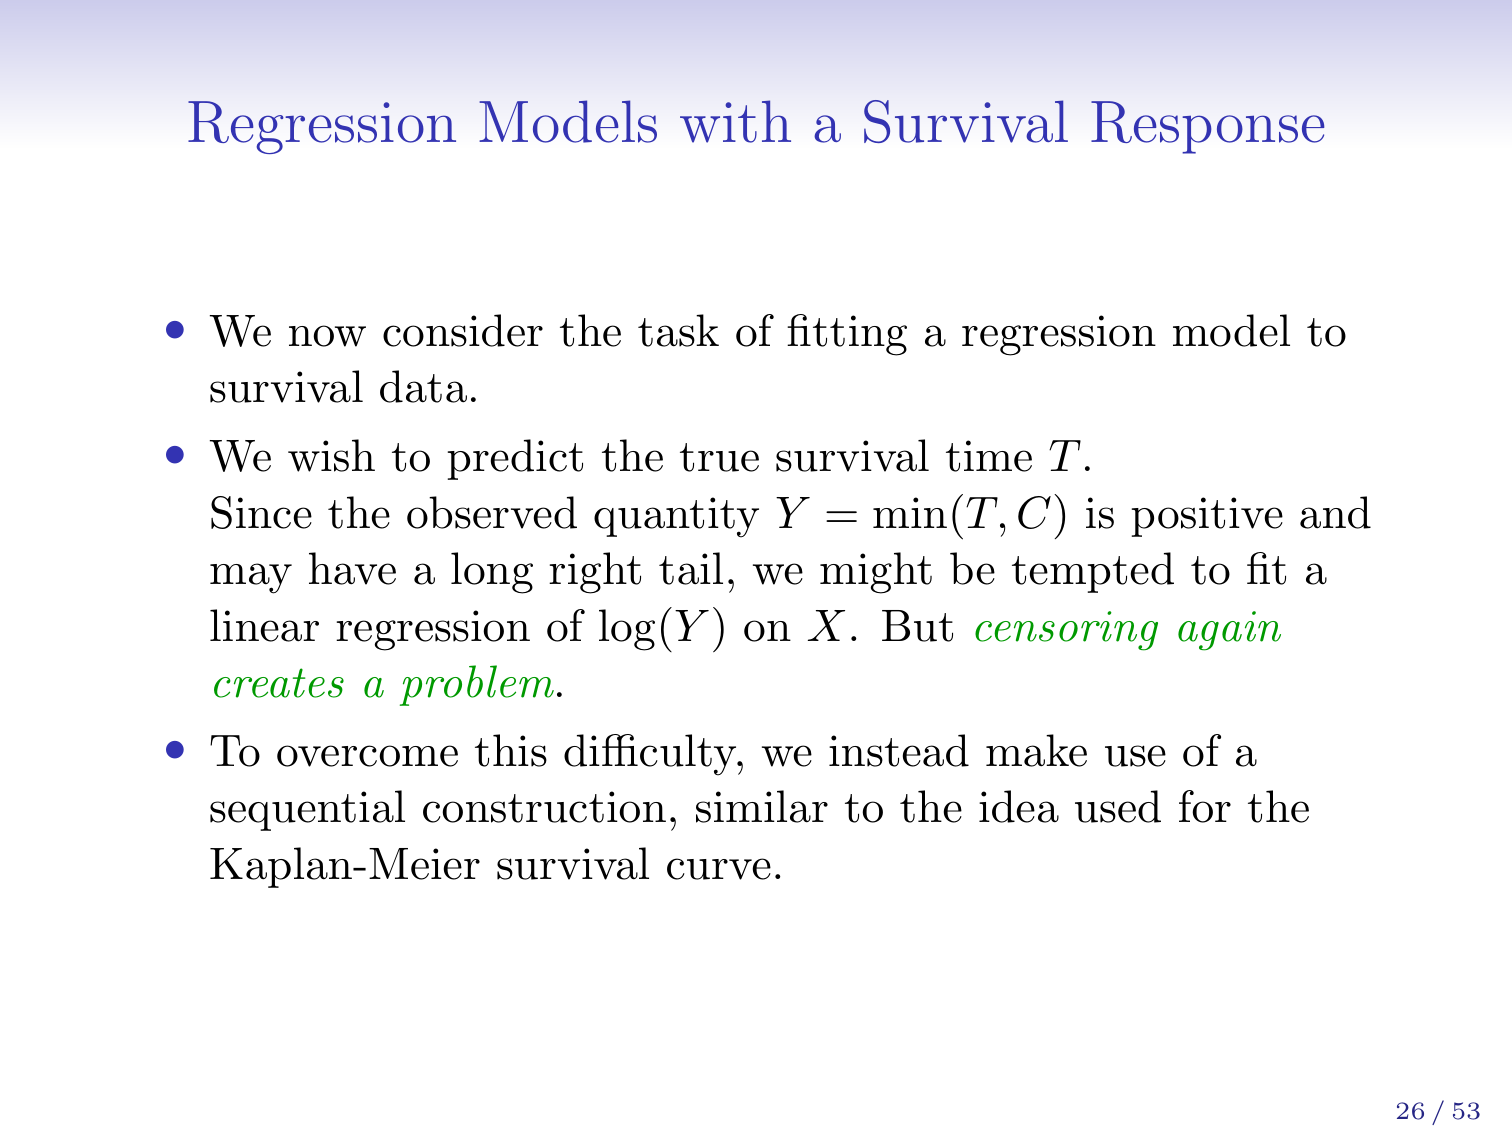 Regression Models with a Survival Response
• We now consider the task of fitting a regression model to
survival data.
• We wish to predict the true survival time T.
Since the observed quantity Y = min(T, C) is positive and
may have a long right tail, we might be tempted to fit a
linear regression of log(Y) on X. But censoring again
creates a problem.
• To overcome this difficulty, we instead make use of a
sequential construction, similar to the idea used for the
Kaplan-Meier survival curve.
26 / 53